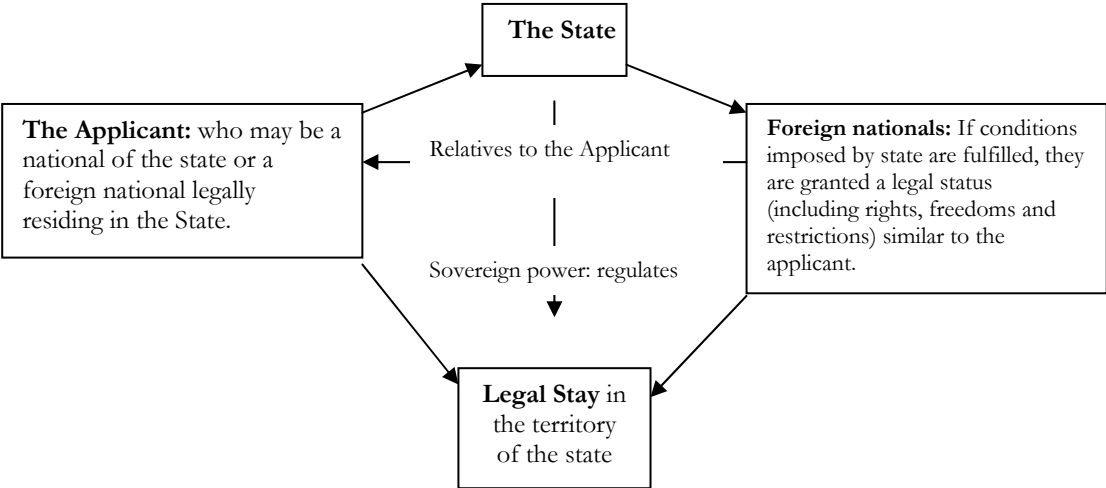 The State
The Applicant: who may be a
national of the state or a
foreign national legally
residing in the State.
Relatives to the Applicant
Foreign nationals: If conditions
imposed by state are fulfilled, they
are granted a legal status
(including rights, freedoms and
restrictions) similar to the
applicant.
Sovereign power: regulates
Legal Stay in
the territory
of the state